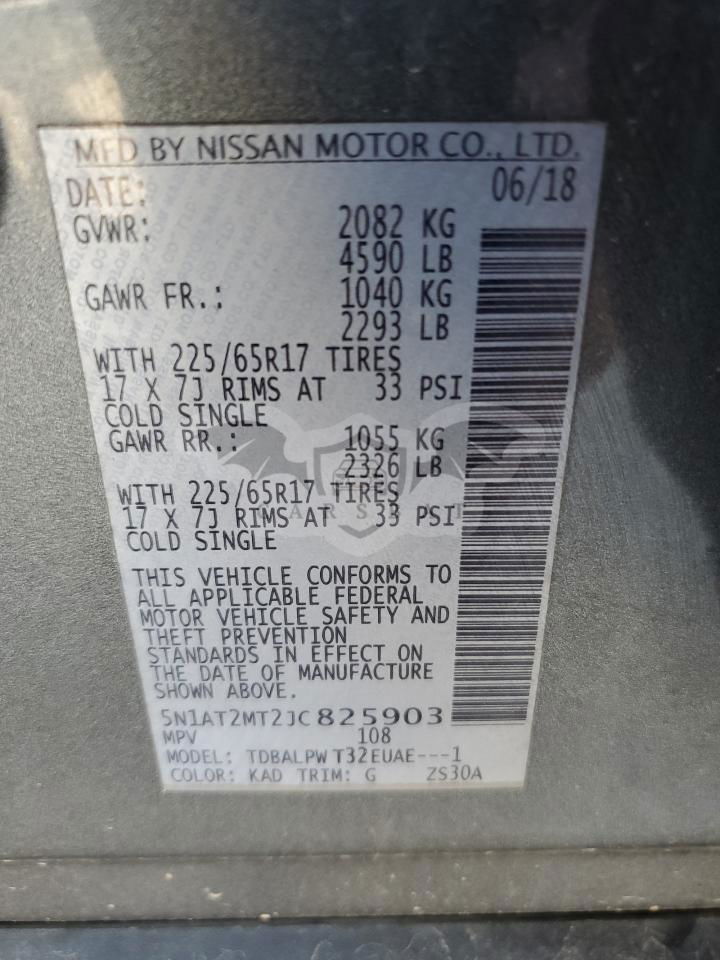 MFD BY NISSAN MOTOR CO., LTD.
DATE: 06/18
GVWR: 2082 KG
4590 LB
GAWR FR.: 1040 KG
2293 LB
WITH 225/65R17 TIRES
17 X 7J RIMS AT 33 PSI
COLD SINGLE
GAWR RR.: 1055 KG
2326 LB
WITH 225/65R17 TIRES
17 X 7J RIMS AT 33 PSI
COLD SINGLE
THIS VEHICLE CONFORMS TO
ALL APPLICABLE FEDERAL
MOTOR VEHICLE SAFETY AND
THEFT PREVENTION
STANDARDS IN EFFECT ON
THE DATE OF MANUFACTURE
SHOWN ABOVE.
5N1AT2MT2JC825903
MPV 108
MODEL: TDBALPW T32EUAE---1
COLOR: KAD TRIM: G ZS30A